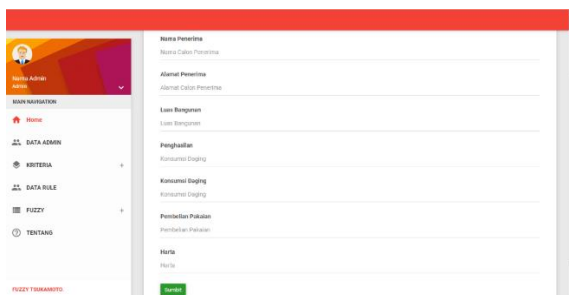 Nama Admin
Admin
MAIN NAVIGATION
Home
DATA ADMIN
KRITERIA +
DATA RULE
FUZZY +
TENTANG
FUZZY TSUKAMOTO
Nama Penerima
Nama Calon Penerima
Alamat Penerima
Alamat Calon Penerima
Luas Bangunan
Luas Bangunan
Penghasilan
Konsumsi Daging
Konsumsi Daging
Konsumsi Daging
Pembelian Pakaian
Pembelian Pakaian
Harta
Harta
Sumbit